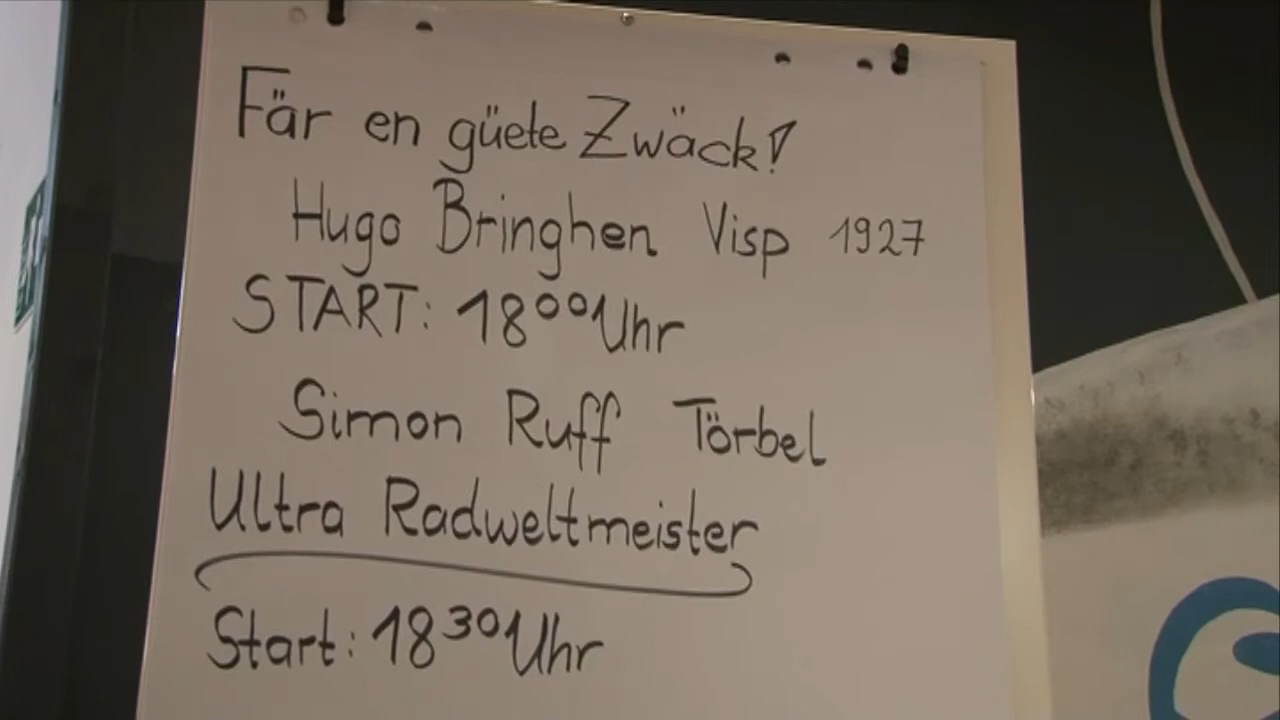 Fär en güete Zwäck!
Hugo Bringhen Visp 1927
START: 18⁰⁰ Uhr
Simon Ruff Törbel
Ultra Radweltmeister
Start: 18³⁰ Uhr